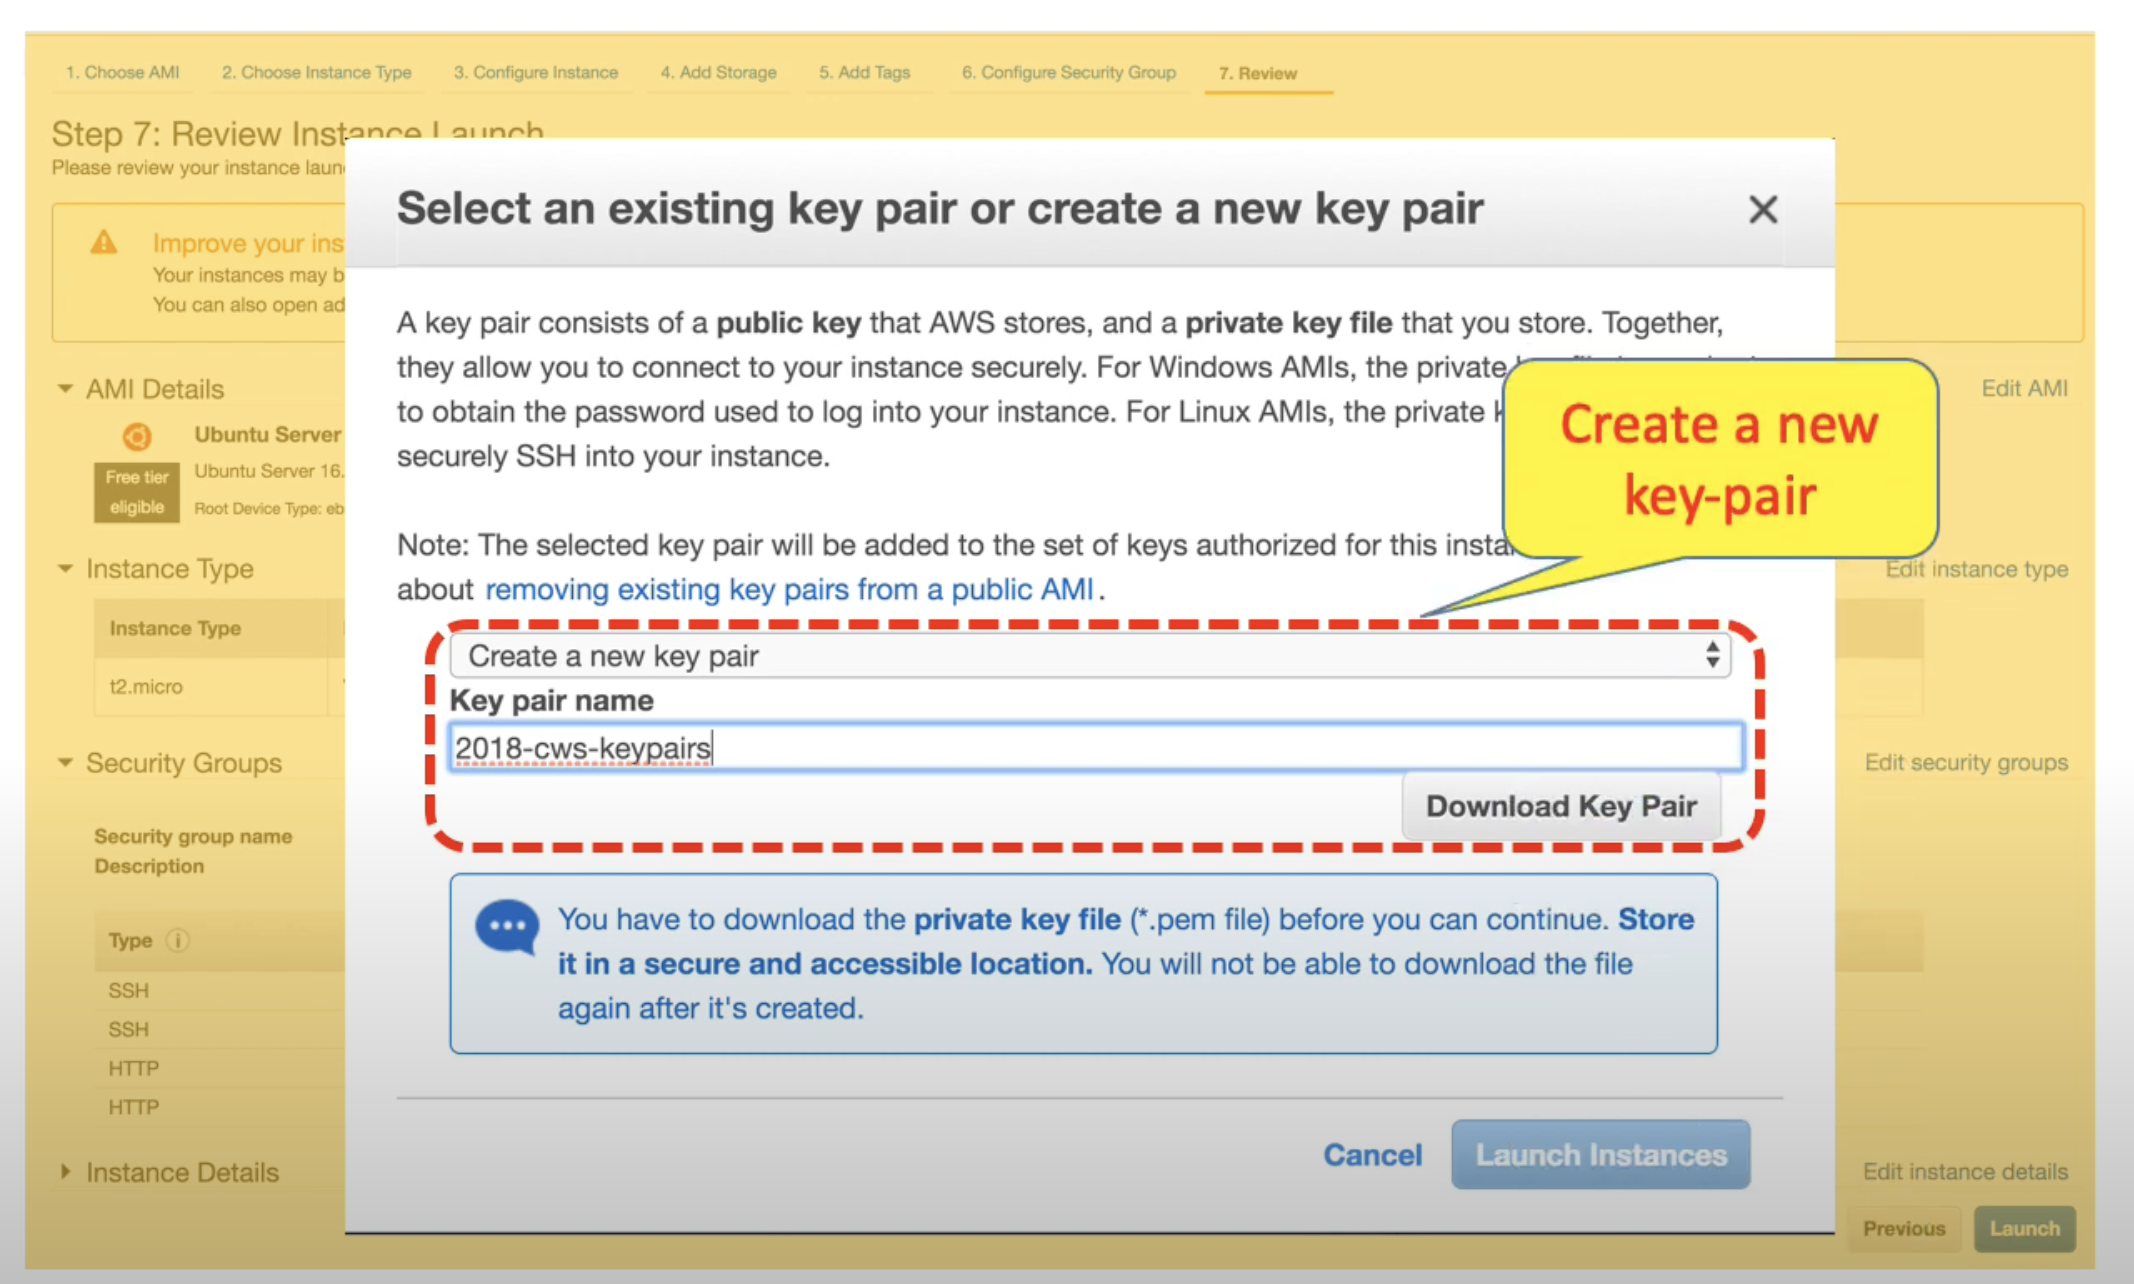 1. Choose AMI 2. Choose Instance Type 3. Configure Instance 4. Add Storage 5. Add Tags 6. Configure Security Group 7. Review
Step 7: Review Instance Launch
Please review your instance laun
Improve your ins
Your instances may b
You can also open ad
AMI Details
Edit AMI
Ubuntu Server
Free tier
eligible
Ubuntu Server 16.
Root Device Type: eb
Instance Type
Edit instance type
Instance Type
t2.micro
Security Groups
Edit security groups
Security group name
Description
Type i
SSH
SSH
HTTP
HTTP
Instance Details
Edit instance details
Previous Launch
Select an existing key pair or create a new key pair
A key pair consists of a public key that AWS stores, and a private key file that you store. Together,
they allow you to connect to your instance securely. For Windows AMIs, the private
to obtain the password used to log into your instance. For Linux AMIs, the private k
securely SSH into your instance.
Note: The selected key pair will be added to the set of keys authorized for this insta
about removing existing key pairs from a public AMI.
Create a new
key-pair
Create a new key pair
Key pair name
2018-cws-keypairs
Download Key Pair
You have to download the private key file (*.pem file) before you can continue. Store
it in a secure and accessible location. You will not be able to download the file
again after it's created.
Cancel Launch Instances